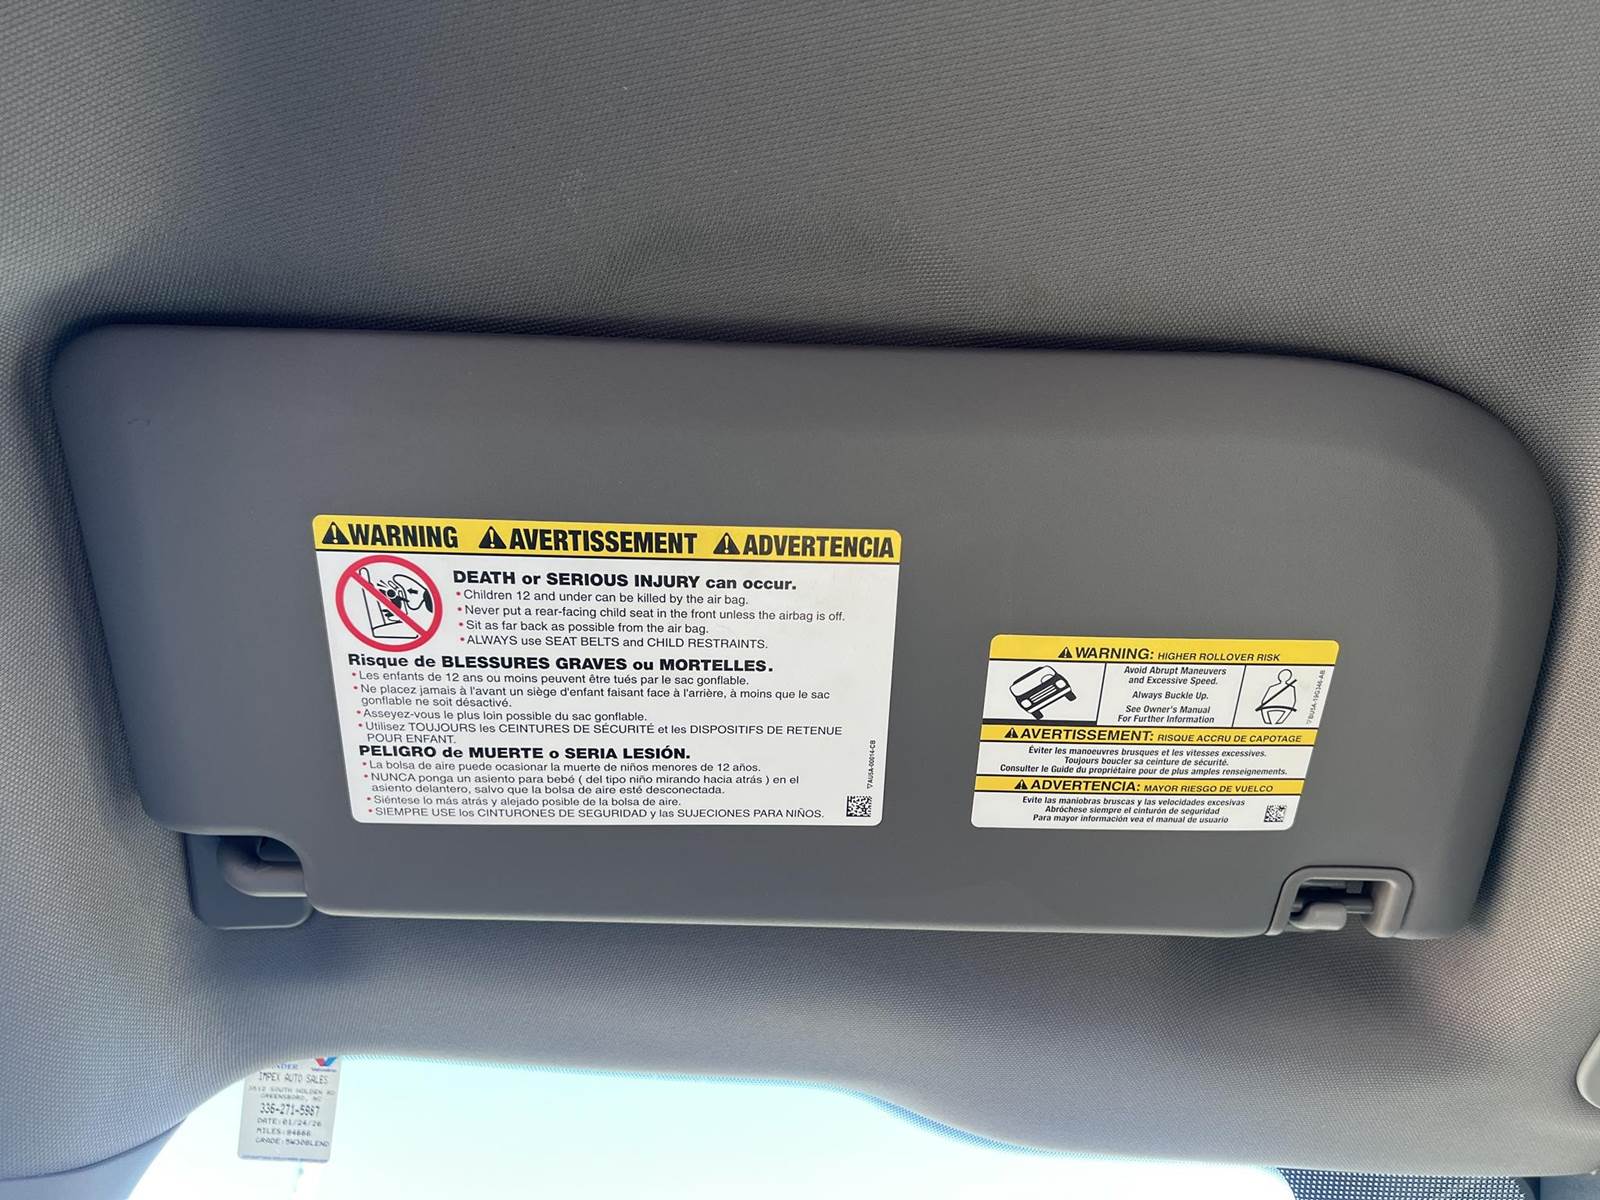 WARNING AVERTISSEMENT ADVERTENCIA
DEATH or SERIOUS INJURY can occur.
• Children 12 and under can be killed by the air bag.
• Never put a rear-facing child seat in the front unless the airbag is off.
• Sit as far back as possible from the air bag.
• ALWAYS use SEAT BELTS and CHILD RESTRAINTS.
Risque de BLESSURES GRAVES ou MORTELLES.
• Les enfants de 12 ans ou moins peuvent être tués par le sac gonflable.
• Ne placez jamais à l'avant un siège d'enfant faisant face à l'arrière, à moins que le sac
gonflable ne soit désactivé.
• Asseyez-vous le plus loin possible du sac gonflable.
• Utilisez TOUJOURS les CEINTURES DE SÉCURITÉ et les DISPOSITIFS DE RETENUE
POUR ENFANT.
PELIGRO de MUERTE o SERIA LESIÓN.
• La bolsa de aire puede ocasionar la muerte de niños menores de 12 años.
• NUNCA ponga un asiento para bebé ( del tipo niño mirando hacia atrás ) en el
asiento delantero, salvo que la bolsa de aire esté desconectada.
• Siéntese lo más atrás y alejado posible de la bolsa de aire.
• SIEMPRE USE los CINTURONES DE SEGURIDAD y las SUJECIONES PARA NIÑOS.
WARNING: HIGHER ROLLOVER RISK
Avoid Abrupt Maneuvers
and Excessive Speed.
Always Buckle Up.
See Owner's Manual
For Further Information
AVERTISSEMENT: RISQUE ACCRU DE CAPOTAGE
Éviter les manoeuvres brusques et les vitesses excessives.
Toujours boucler sa ceinture de sécurité.
Consulter le Guide du propriétaire pour de plus amples renseignements.
ADVERTENCIA: MAYOR RIESGO DE VUELCO
Evite las maniobras bruscas y las velocidades excesivas
Abróchese siempre el cinturón de seguridad
Para mayor información vea el manual de usuario
Valvoline
IMPEX AUTO SALES
GREENSBORO, NC
336-271-5887
DATE:01/24/26
MILES:84666
GRADE:5W30BLEND